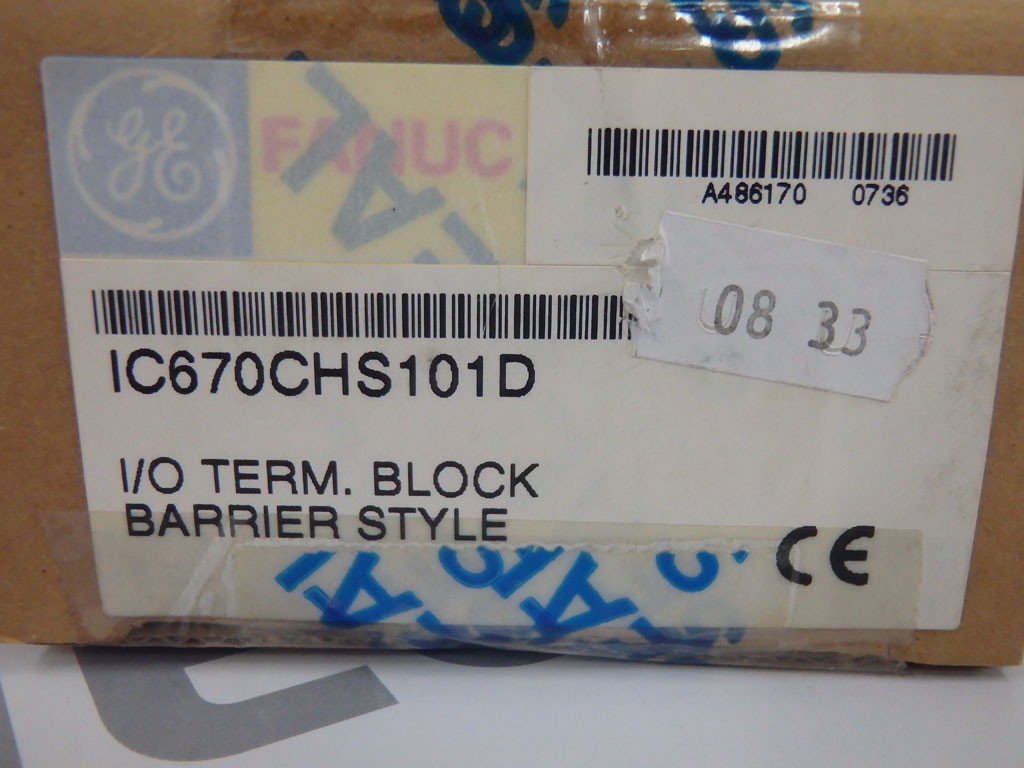 GE FANUC
A486170 0736
08 33
IC670CHS101D
I/O TERM. BLOCK
BARRIER STYLE
CE